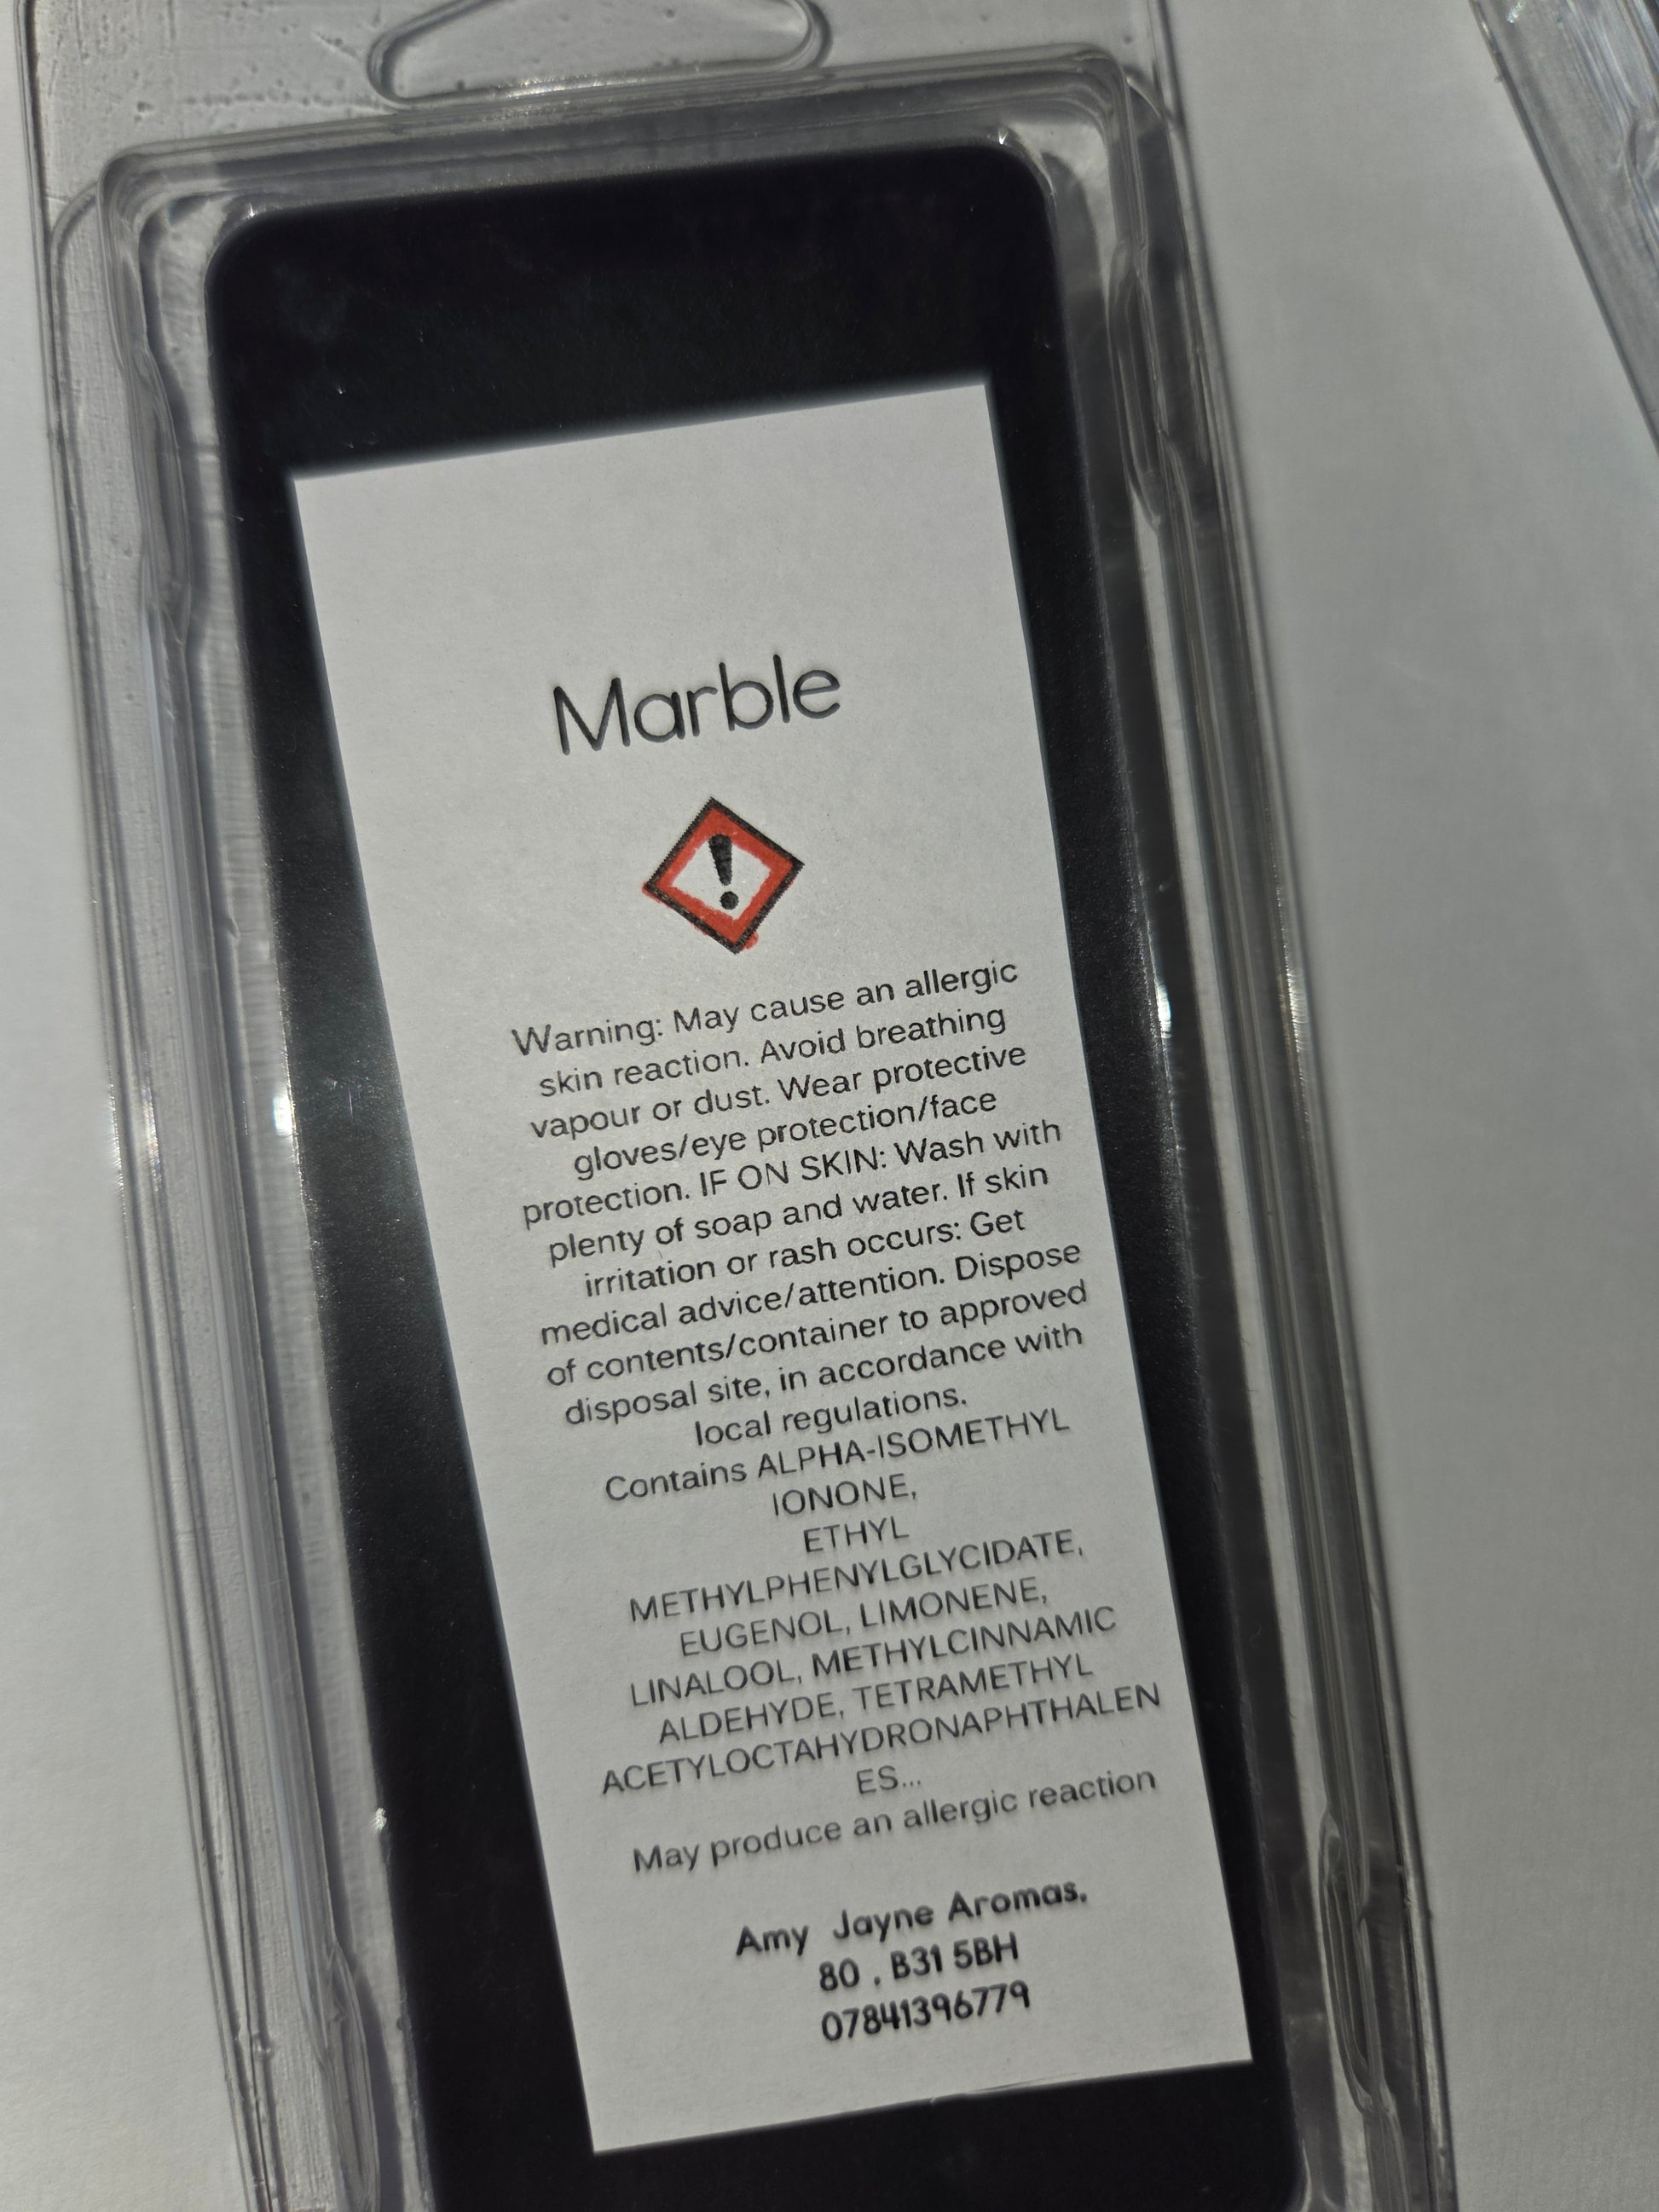 Marble
!
Warning: May cause an allergic
skin reaction. Avoid breathing
vapour or dust. Wear protective
gloves/eye protection/face
protection. IF ON SKIN: Wash with
plenty of soap and water. If skin
irritation or rash occurs: Get
medical advice/attention. Dispose
of contents/container to approved
disposal site, in accordance with
local regulations.
Contains ALPHA-ISOMETHYL
IONONE,
ETHYL
METHYLPHENYLGLYCIDATE,
EUGENOL, LIMONENE,
LINALOOL, METHYLCINNAMIC
ALDEHYDE, TETRAMETHYL
ACETYLOCTAHYDRONAPHTHALEN
ES...
May produce an allergic reaction
Amy Jayne Aromas.
80 , B31 5BH
07841396779